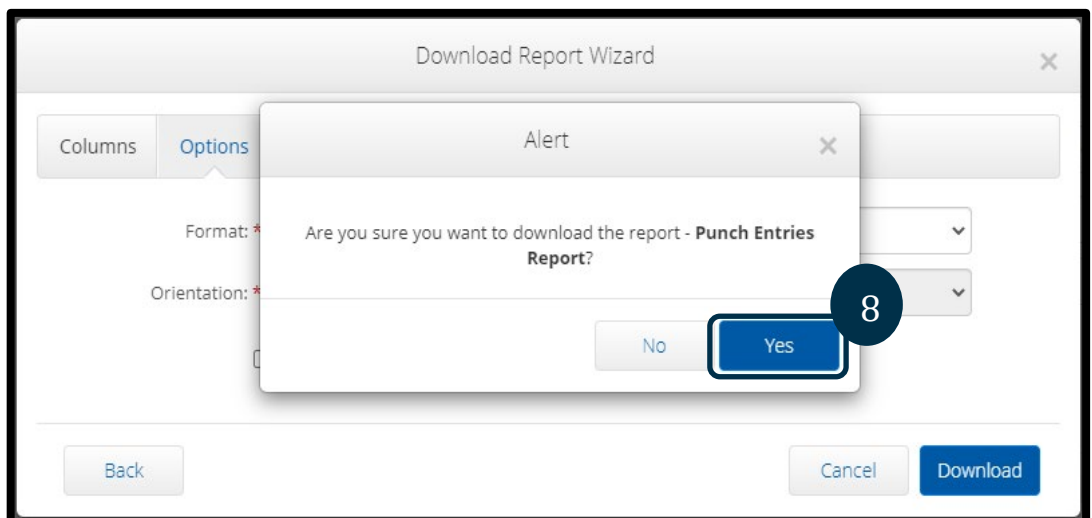 Download Report Wizard
×
Columns Options
Alert
×
Format: *
Are you sure you want to download the report - Punch Entries
Report?
Orientation: *
8
No Yes
Back Cancel Download